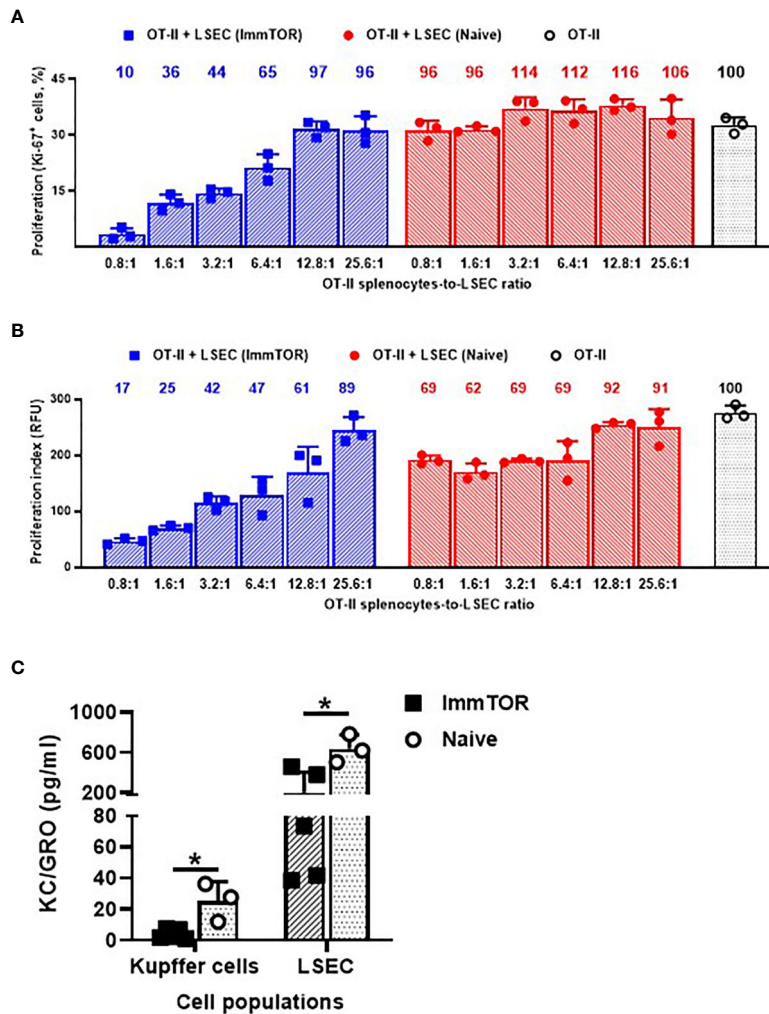 A
OT-II + LSEC (ImmTOR) OT-II + LSEC (Naive) OT-II
10 36 44 65 97 96 96 96 114 112 116 106 100
Proliferation (Ki-67⁺ cells, %)
45
30
15
0.8:1 1.6:1 3.2:1 6.4:1 12.8:1 25.6:1 0.8:1 1.6:1 3.2:1 6.4:1 12.8:1 25.6:1
OT-II splenocytes-to-LSEC ratio
B
OT-II + LSEC (ImmTOR) OT-II + LSEC (Naive) OT-II
17 25 42 47 61 89 69 62 69 69 92 91 100
Proliferation index (RFU)
300
200
100
0
0.8:1 1.6:1 3.2:1 6.4:1 12.8:1 25.6:1 0.8:1 1.6:1 3.2:1 6.4:1 12.8:1 25.6:1
OT-II splenocytes-to-LSEC ratio
C
ImmTOR
Naive
KC/GRO (pg/ml)
1000
600
200
80
60
40
20
0
*
*
Kupffer cells LSEC
Cell populations